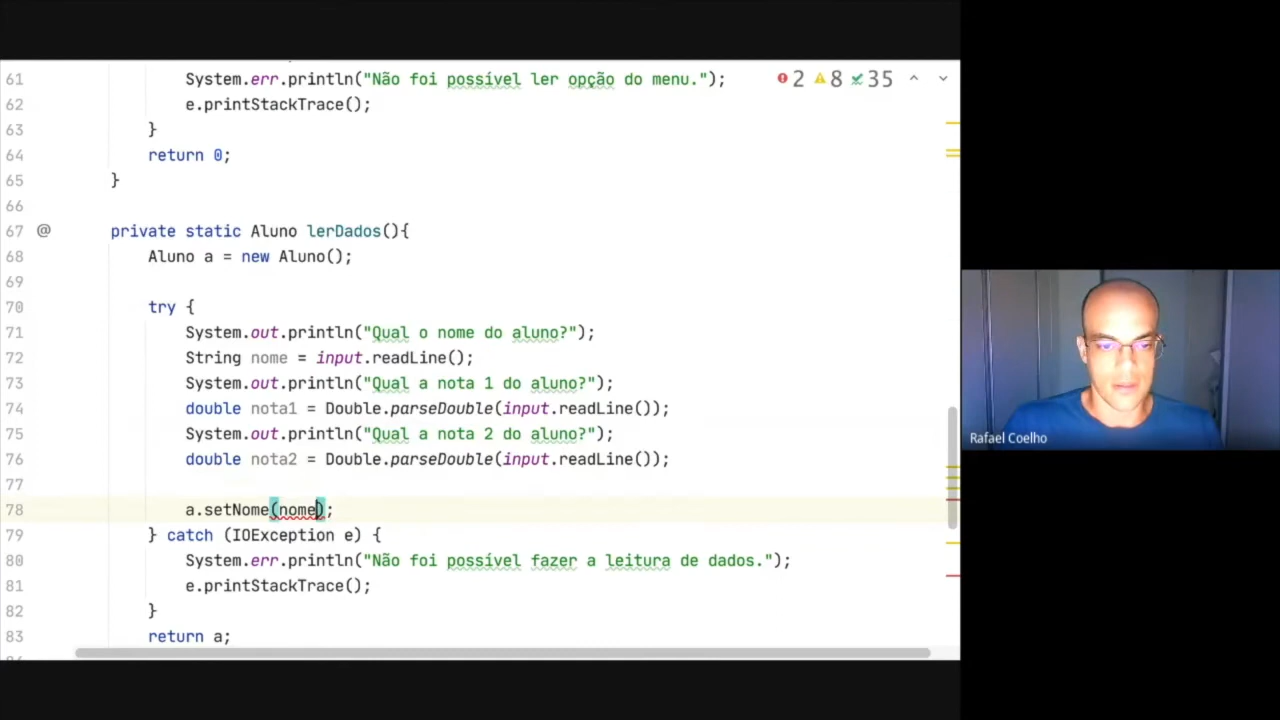 61 System.err.println("Não foi possível ler opção do menu."); 2 8 35
62 e.printStackTrace();
63 }
64 return 0;
65 }
66
67 @ private static Aluno lerDados(){
68 Aluno a = new Aluno();
69
70 try {
71 System.out.println("Qual o nome do aluno?");
72 String nome = input.readLine();
73 System.out.println("Qual a nota 1 do aluno?");
74 double nota1 = Double.parseDouble(input.readLine());
75 System.out.println("Qual a nota 2 do aluno?");
76 double nota2 = Double.parseDouble(input.readLine());
77
78 a.setNome(nome);
79 } catch (IOException e) {
80 System.err.println("Não foi possível fazer a leitura de dados.");
81 e.printStackTrace();
82 }
83 return a;
Rafael Coelho